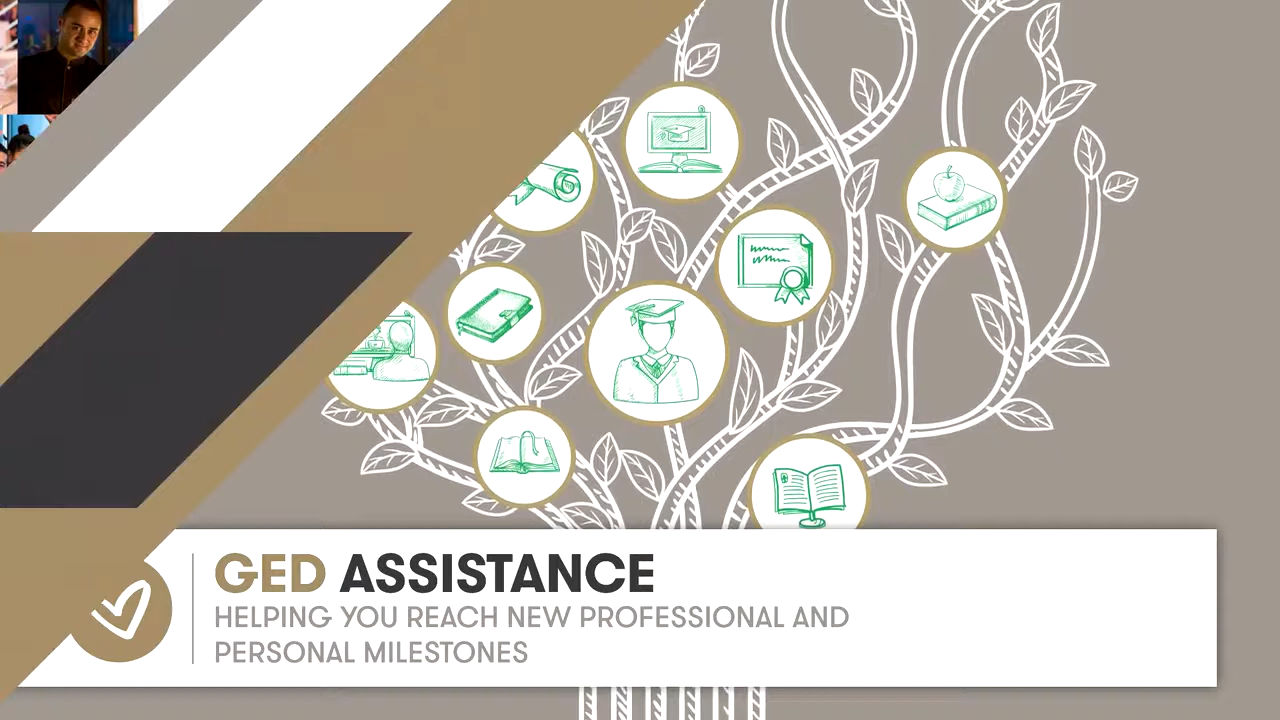 GED ASSISTANCE
HELPING YOU REACH NEW PROFESSIONAL AND
PERSONAL MILESTONES